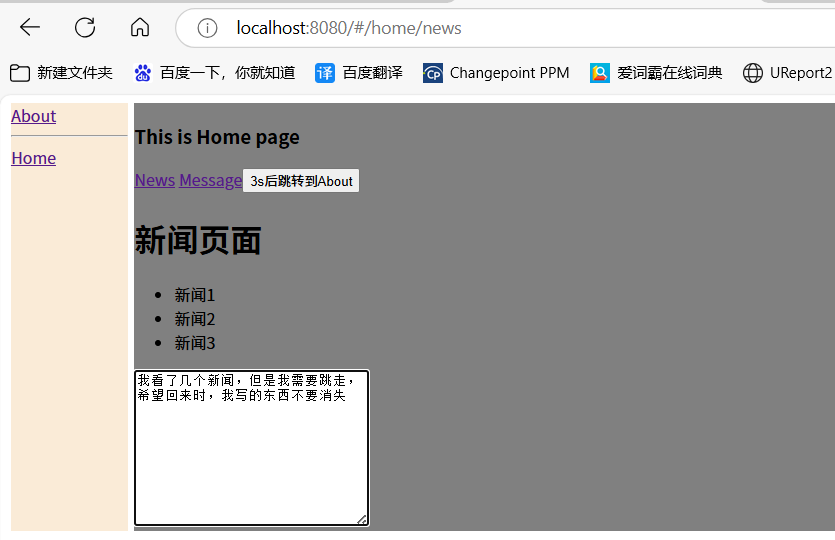 localhost:8080/#/home/news
新建文件夹 百度一下，你就知道 译 百度翻译 CP Changepoint PPM 爱词霸在线词典 UReport2
About
Home
This is Home page
News Message 3s后跳转到About
新闻页面
新闻1
新闻2
新闻3
我看了几个新闻，但是我需要跳走，
希望回来时，我写的东西不要消失